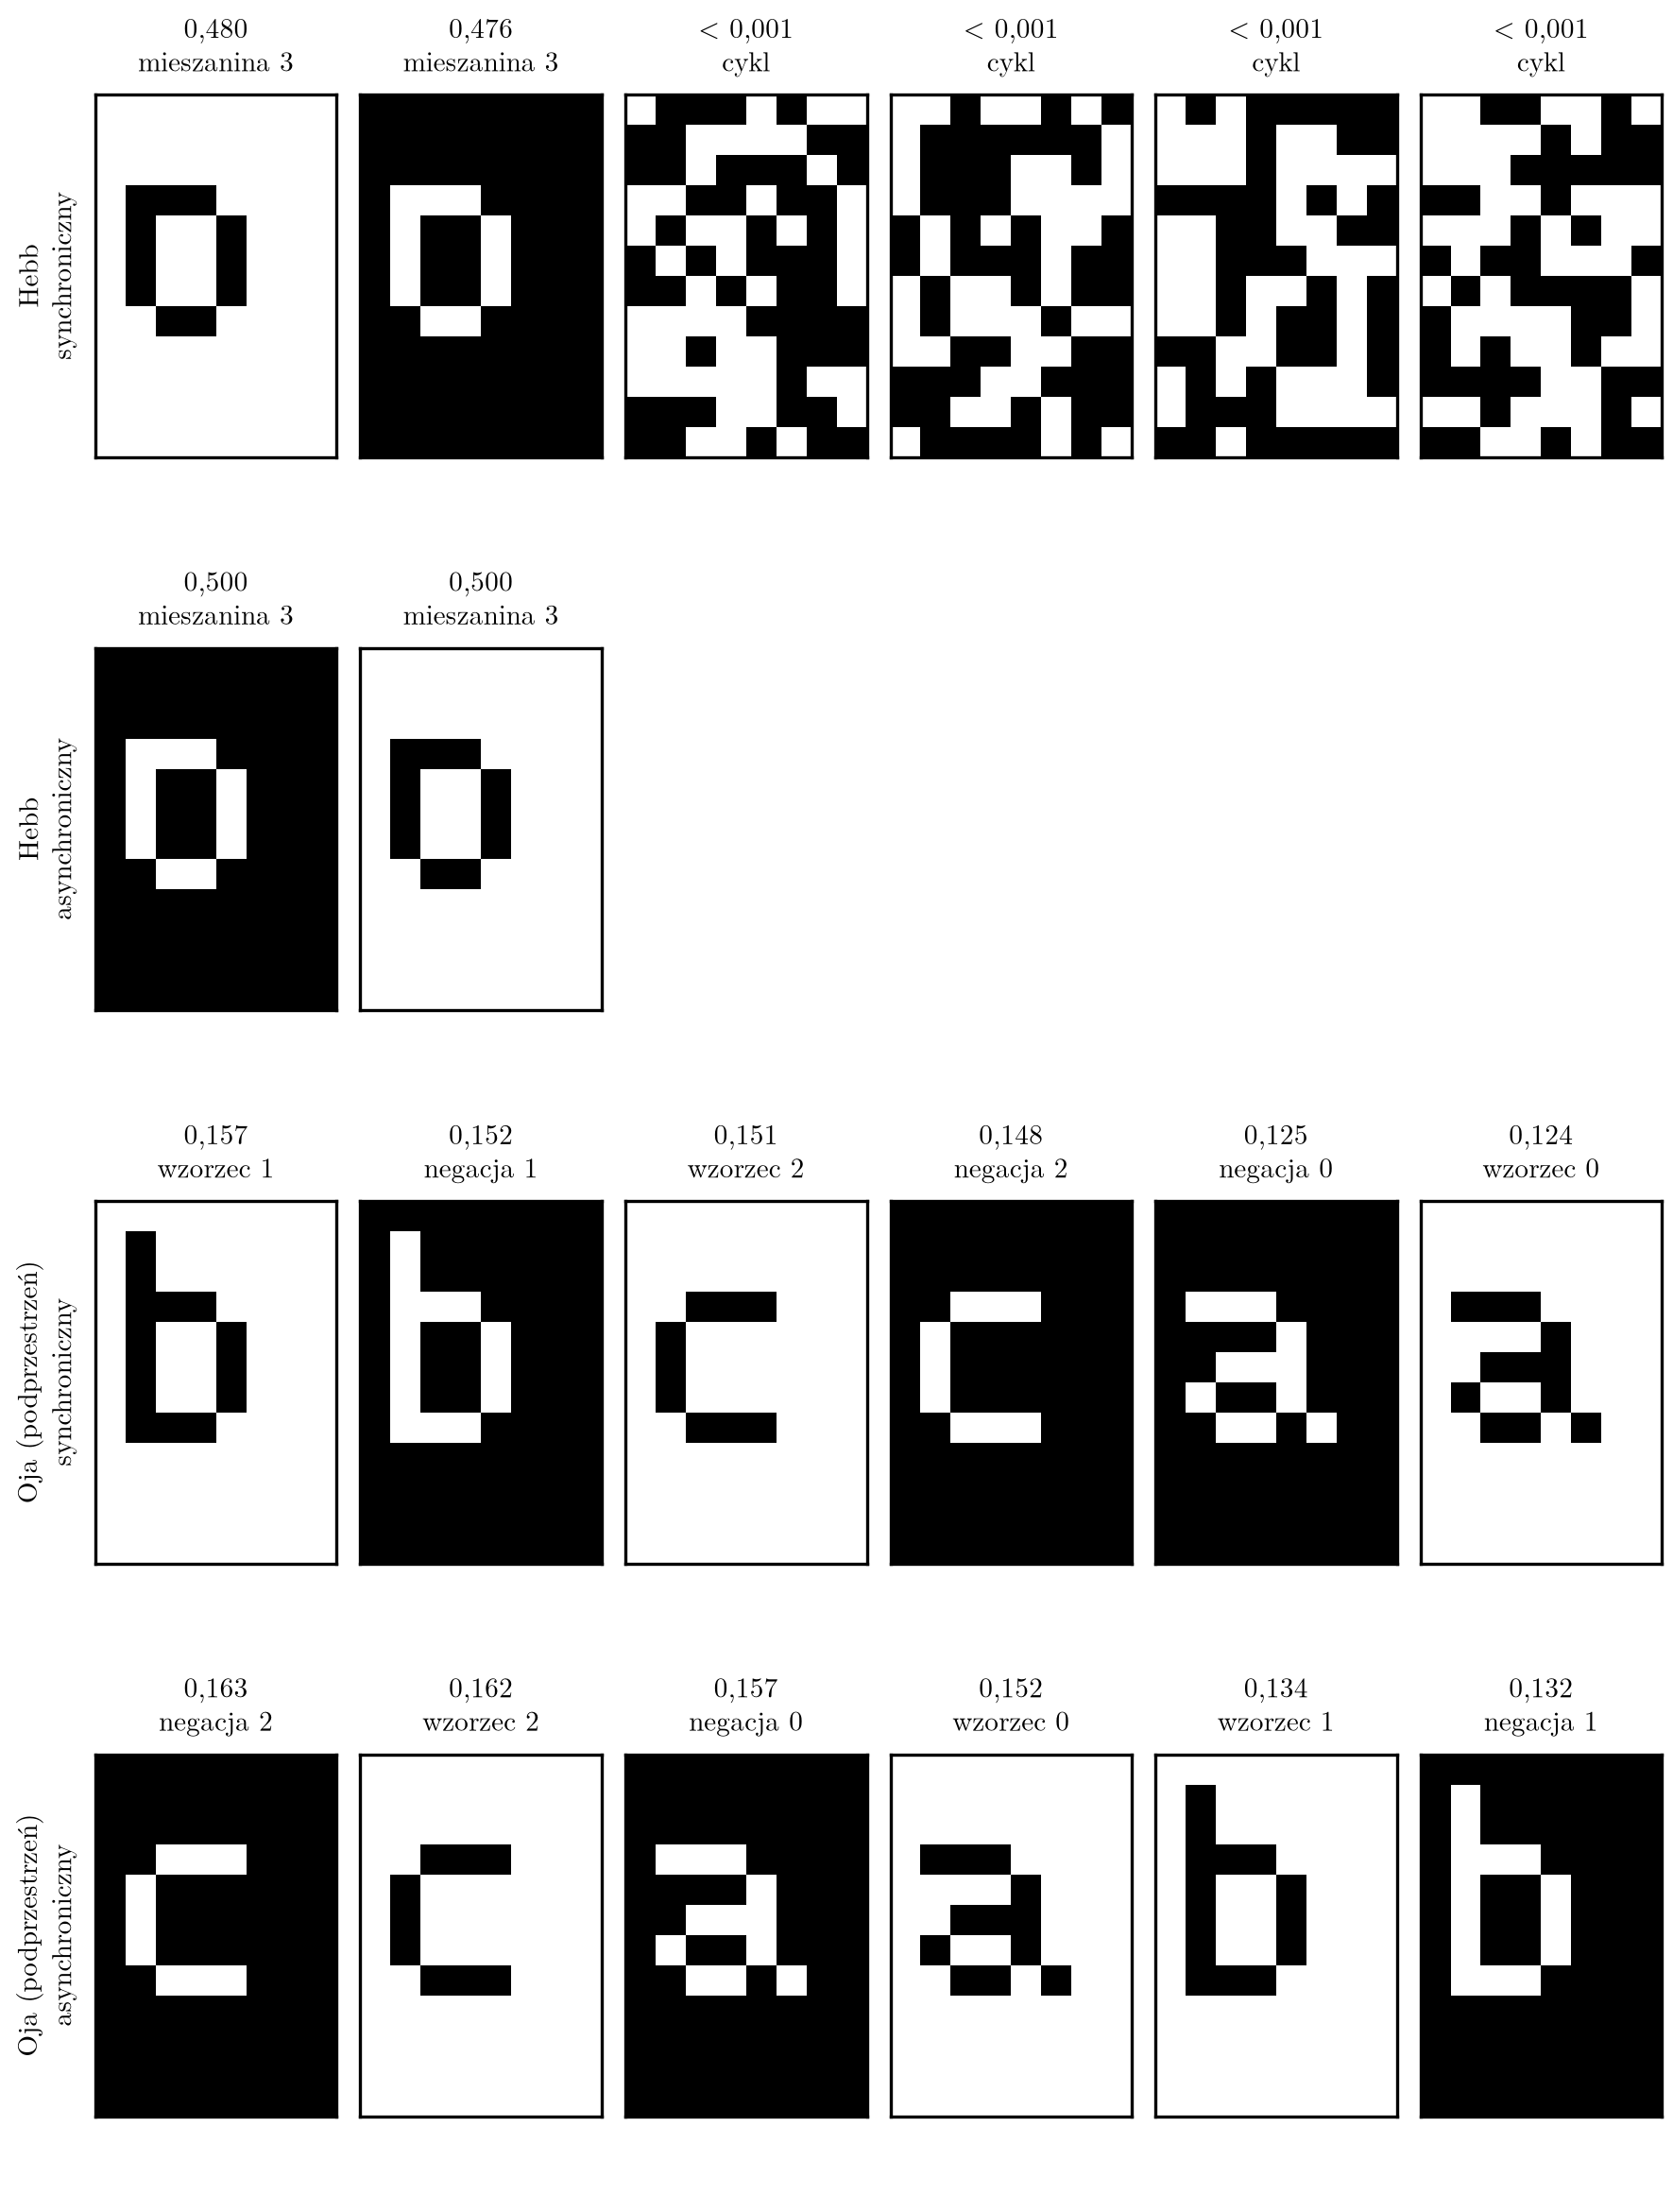 0,480
mieszanina 3
0,476
mieszanina 3
< 0,001
cykl
< 0,001
cykl
< 0,001
cykl
< 0,001
cykl
Hebb
synchroniczny
0,500
mieszanina 3
0,500
mieszanina 3
Hebb
asynchroniczny
0,157
wzorzec 1
0,152
negacja 1
0,151
wzorzec 2
0,148
negacja 2
0,125
negacja 0
0,124
wzorzec 0
Oja (podprzestrzeń)
synchroniczny
0,163
negacja 2
0,162
wzorzec 2
0,157
negacja 0
0,152
wzorzec 0
0,134
wzorzec 1
0,132
negacja 1
Oja (podprzestrzeń)
asynchroniczny